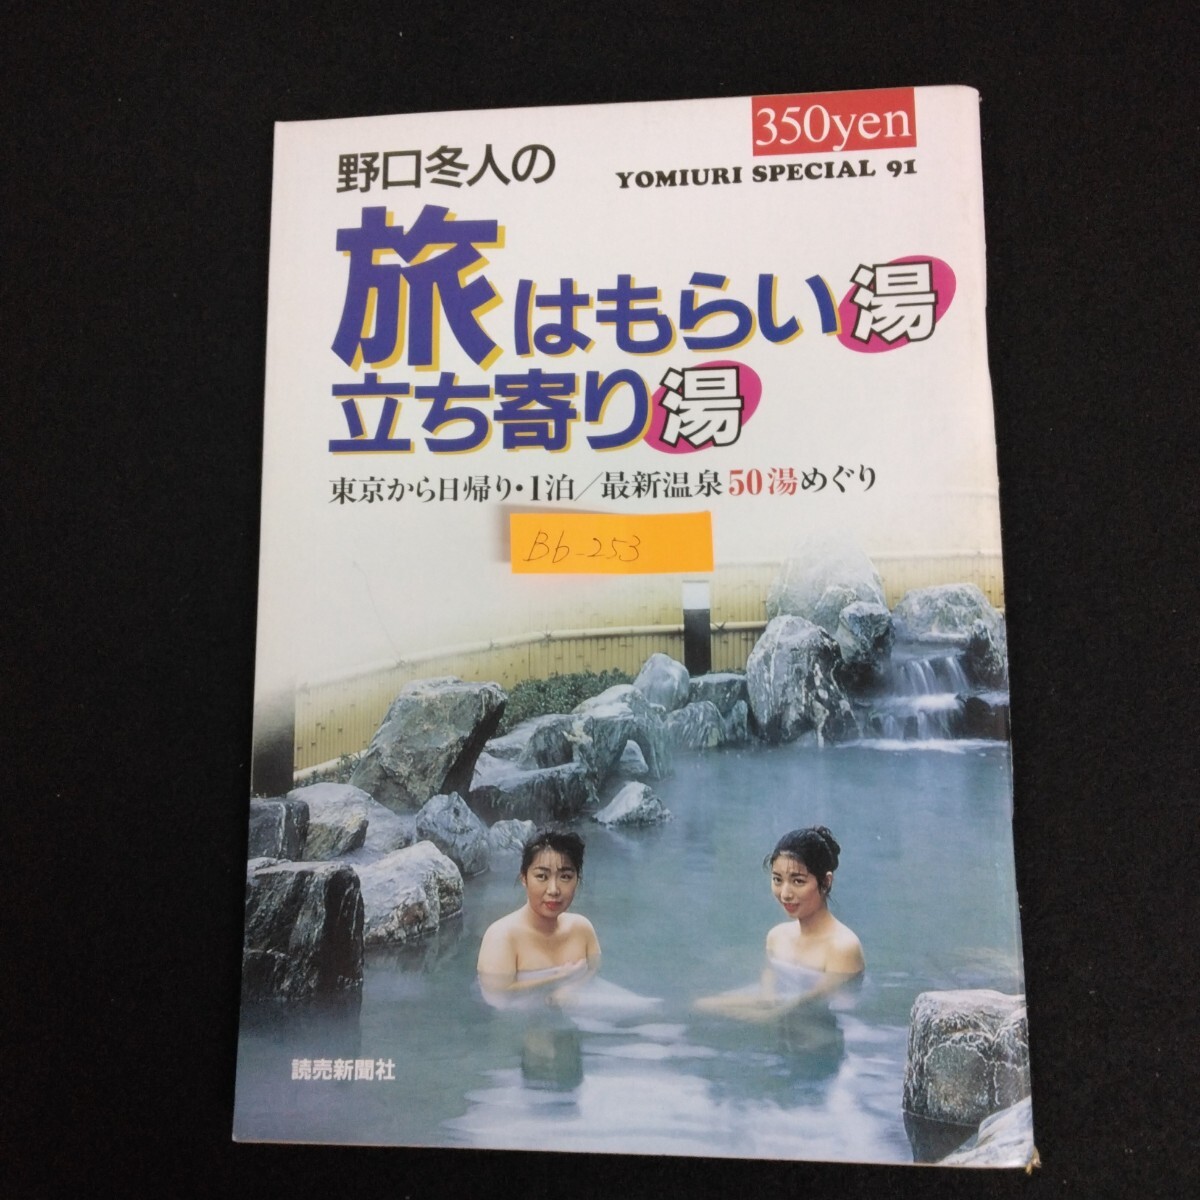 350yen
YOMIURI SPECIAL 91
野口冬人の
旅はもらい湯
立ち寄り湯
東京から日帰り・1泊／最新温泉50湯めぐり
Bb-253
読売新聞社